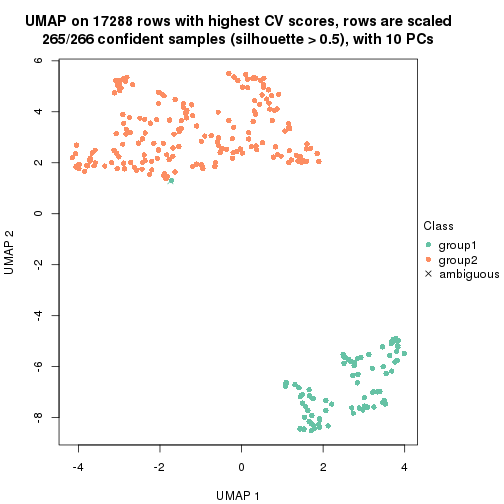 UMAP on 17288 rows with highest CV scores, rows are scaled
265/266 confident samples (silhouette > 0.5), with 10 PCs
6
4
2
0
-2
-4
-6
-8
UMAP 2
-4
-2
0
2
4
UMAP 1
Class
group1
group2
ambiguous